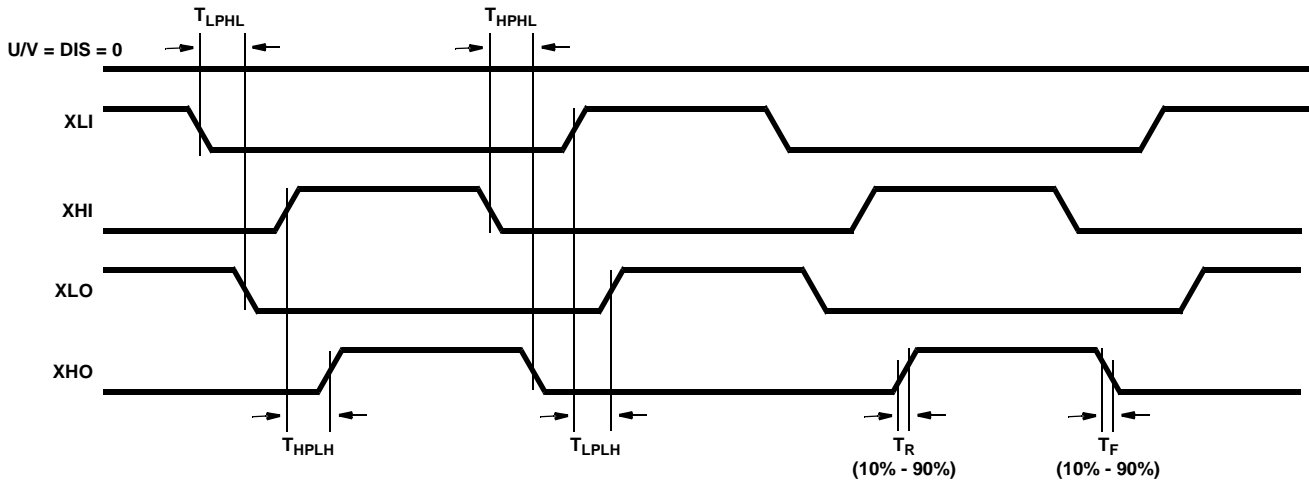 TLPHL THPHL
U/V = DIS = 0
XLI
XHI
XLO
XHO
THPLH TLPLH TR TF
(10% - 90%) (10% - 90%)